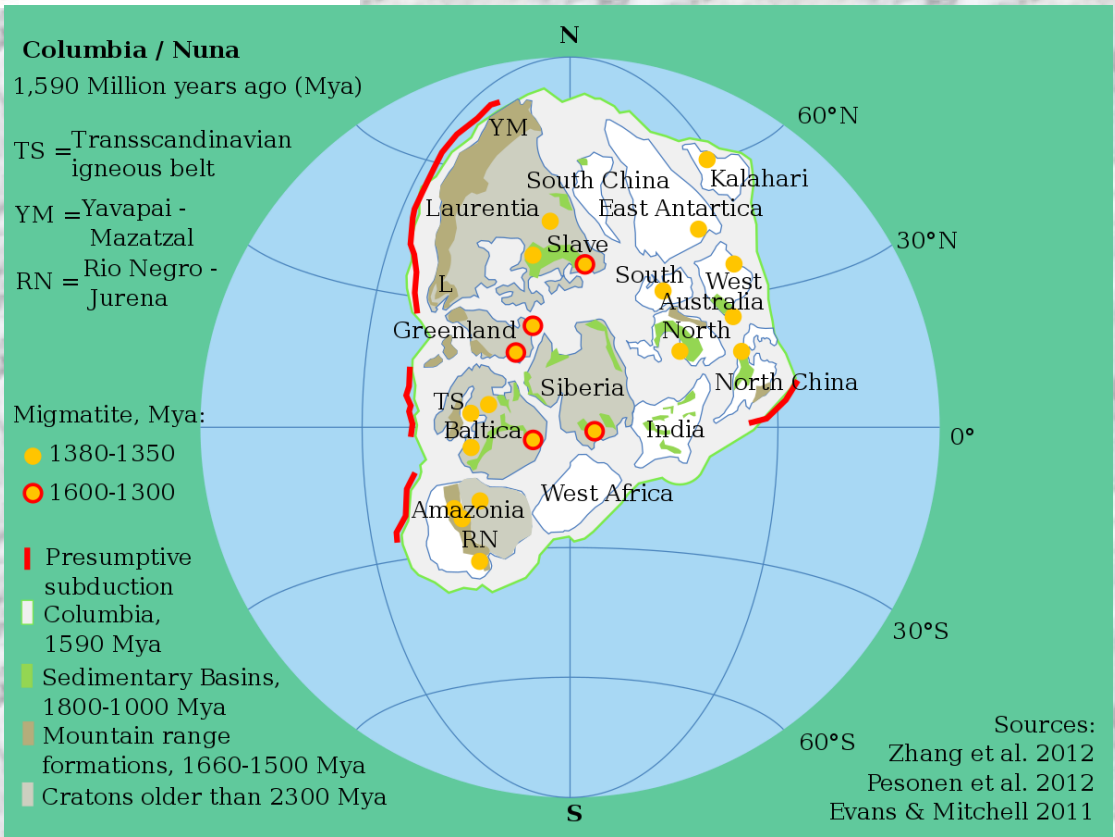 Columbia / Nuna
1,590 Million years ago (Mya)
TS = Transscandinavian
igneous belt
YM = Yavapai -
Mazatzal
RN = Rio Negro -
Jurena
Migmatite, Mya:
1380-1350
1600-1300
Presumptive
subduction
Columbia,
1590 Mya
Sedimentary Basins,
1800-1000 Mya
Mountain range
formations, 1660-1500 Mya
Cratons older than 2300 Mya
N
60°N
30°N
0°
30°S
60°S
S
YM
South China
Kalahari
Laurentia
East Antartica
Slave
South
West
L
Australia
Greenland
North
Siberia
North China
TS
Baltica
India
West Africa
Amazonia
RN
Sources:
Zhang et al. 2012
Pesonen et al. 2012
Evans & Mitchell 2011